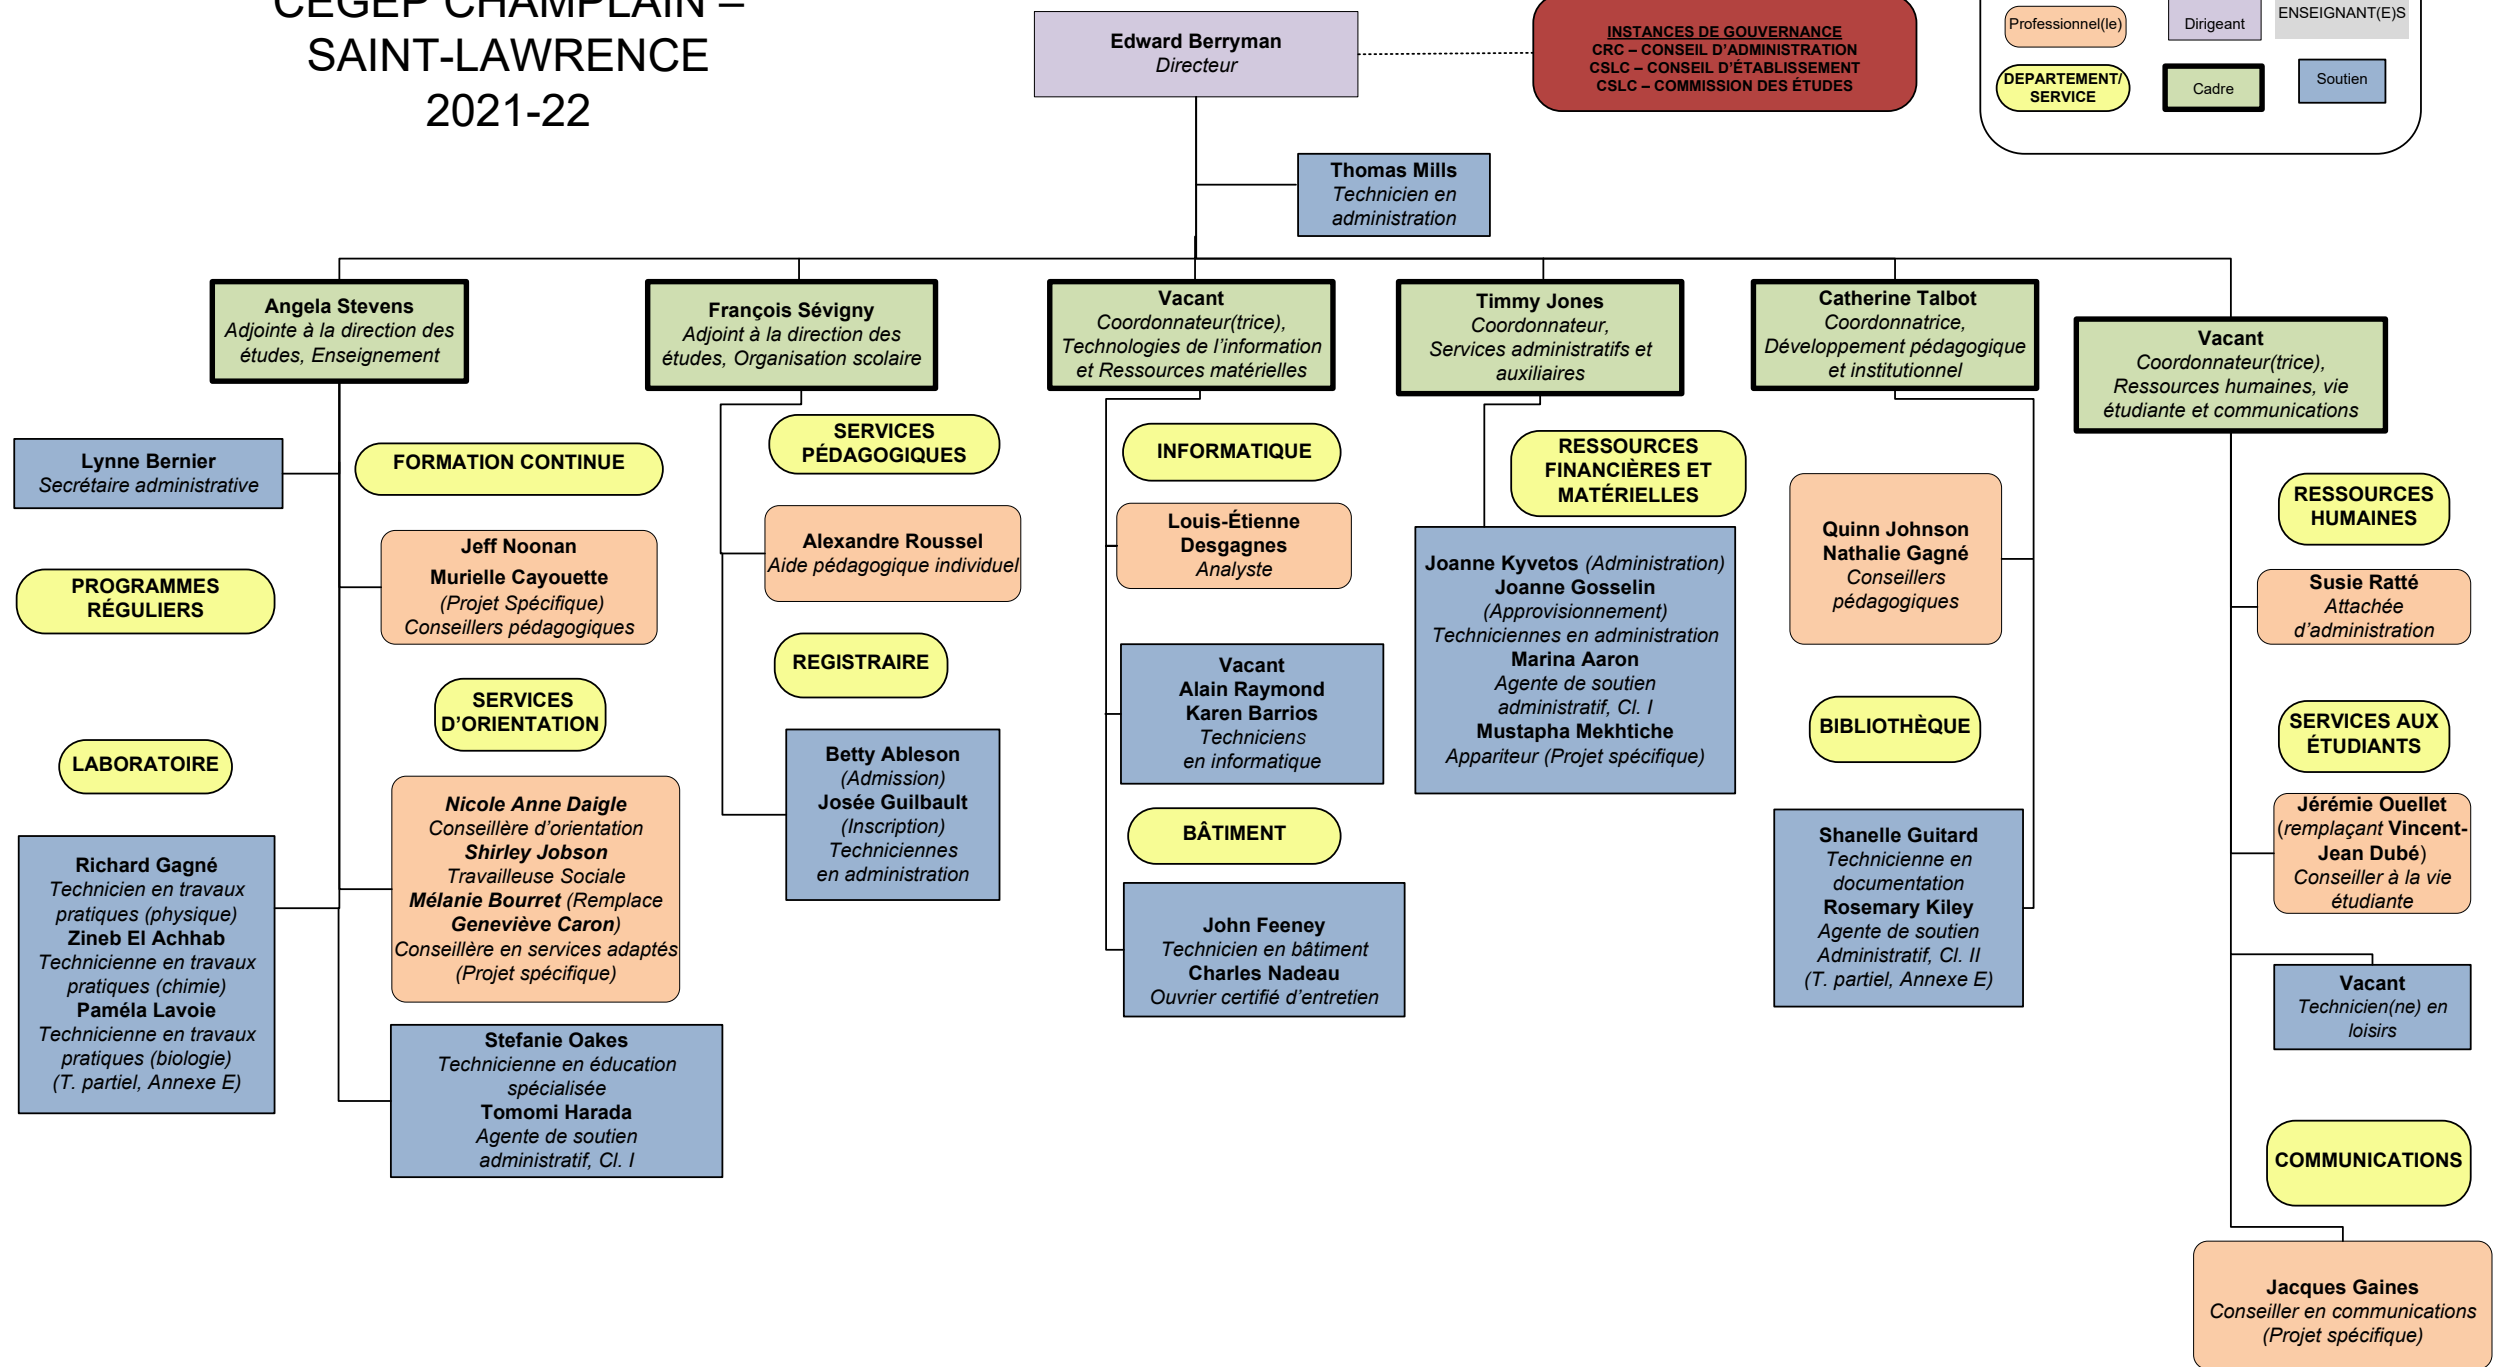 CEGEP CHAMPLAIN –
SAINT-LAWRENCE
2021-22
Edward Berryman
Directeur
INSTANCES DE GOUVERNANCE
CRC – CONSEIL D'ADMINISTRATION
CSLC – CONSEIL D'ÉTABLISSEMENT
CSLC – COMMISSION DES ÉTUDES
Professionnel(le)
Dirigeant
ENSEIGNANT(E)S
DEPARTEMENT/
SERVICE
Cadre
Soutien
Thomas Mills
Technicien en
administration
Angela Stevens
Adjointe à la direction des
études, Enseignement
François Sévigny
Adjoint à la direction des
études, Organisation scolaire
Vacant
Coordonnateur(trice),
Technologies de l'information
et Ressources matérielles
Timmy Jones
Coordonnateur,
Services administratifs et
auxiliaires
Catherine Talbot
Coordonnatrice,
Développement pédagogique
et institutionnel
Vacant
Coordonnateur(trice),
Ressources humaines, vie
étudiante et communications
Lynne Bernier
Secrétaire administrative
PROGRAMMES
RÉGULIERS
LABORATOIRE
Richard Gagné
Technicien en travaux
pratiques (physique)
Zineb El Achhab
Technicienne en travaux
pratiques (chimie)
Paméla Lavoie
Technicienne en travaux
pratiques (biologie)
(T. partiel, Annexe E)
FORMATION CONTINUE
Jeff Noonan
Murielle Cayouette
(Projet Spécifique)
Conseillers pédagogiques
SERVICES
D'ORIENTATION
Nicole Anne Daigle
Conseillère d'orientation
Shirley Jobson
Travailleuse Sociale
Mélanie Bourret (Remplace
Geneviève Caron)
Conseillère en services adaptés
(Projet spécifique)
Stefanie Oakes
Technicienne en éducation
spécialisée
Tomomi Harada
Agente de soutien
administratif, Cl. I
SERVICES
PÉDAGOGIQUES
Alexandre Roussel
Aide pédagogique individuel
REGISTRAIRE
Betty Ableson
(Admission)
Josée Guilbault
(Inscription)
Techniciennes
en administration
INFORMATIQUE
Louis-Étienne
Desgagnes
Analyste
Vacant
Alain Raymond
Karen Barrios
Techniciens
en informatique
BÂTIMENT
John Feeney
Technicien en bâtiment
Charles Nadeau
Ouvrier certifié d'entretien
RESSOURCES
FINANCIÈRES ET
MATÉRIELLES
Joanne Kyvetos (Administration)
Joanne Gosselin
(Approvisionnement)
Techniciennes en administration
Marina Aaron
Agente de soutien
administratif, Cl. I
Mustapha Mekhtiche
Appariteur (Projet spécifique)
Quinn Johnson
Nathalie Gagné
Conseillers
pédagogiques
BIBLIOTHÈQUE
Shanelle Guitard
Technicienne en
documentation
Rosemary Kiley
Agente de soutien
Administratif, Cl. II
(T. partiel, Annexe E)
RESSOURCES
HUMAINES
Susie Ratté
Attachée
d'administration
SERVICES AUX
ÉTUDIANTS
Jérémie Ouellet
(remplaçant Vincent-
Jean Dubé)
Conseiller à la vie
étudiante
Vacant
Technicien(ne) en
loisirs
COMMUNICATIONS
Jacques Gaines
Conseiller en communications
(Projet spécifique)